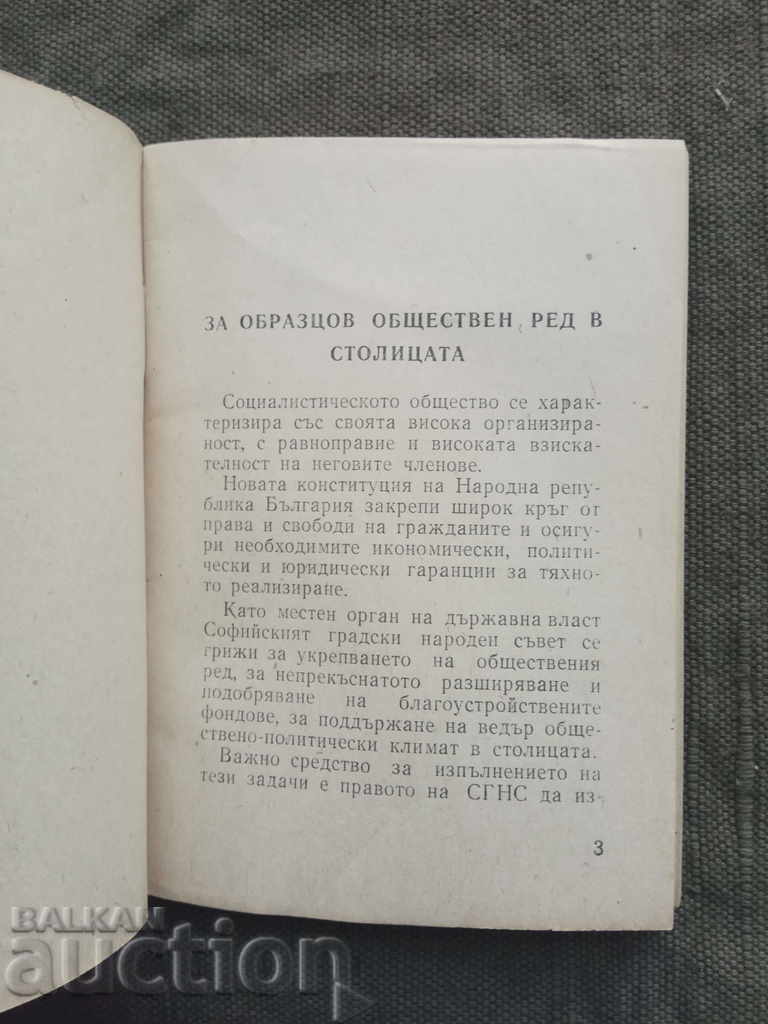 ЗА ОБРАЗЦОВ ОБЩЕСТВЕН РЕД В
СТОЛИЦАТА
Социалистическото общество се харак-
теризира със своята висока организира-
ност, с равноправие и високата взиска-
телност на неговите членове.
Новата конституция на Народна репу-
блика България закрепи широк кръг от
права и свободи на гражданите и осигу-
ри необходимите икономически, полити-
чески и юридически гаранции за тяхно-
то реализиране.
Като местен орган на държавна власт
Софийският градски народен съвет се
грижи за укрепването на обществения
ред, за непрекъснатото разширяване и
подобряване на благоустройствените
фондове, за поддържане на ведър обще-
ствено-политически климат в столицата.
Важно средство за изпълнението на
тези задачи е правото на СГНС да из-
3
BALKAN
auction